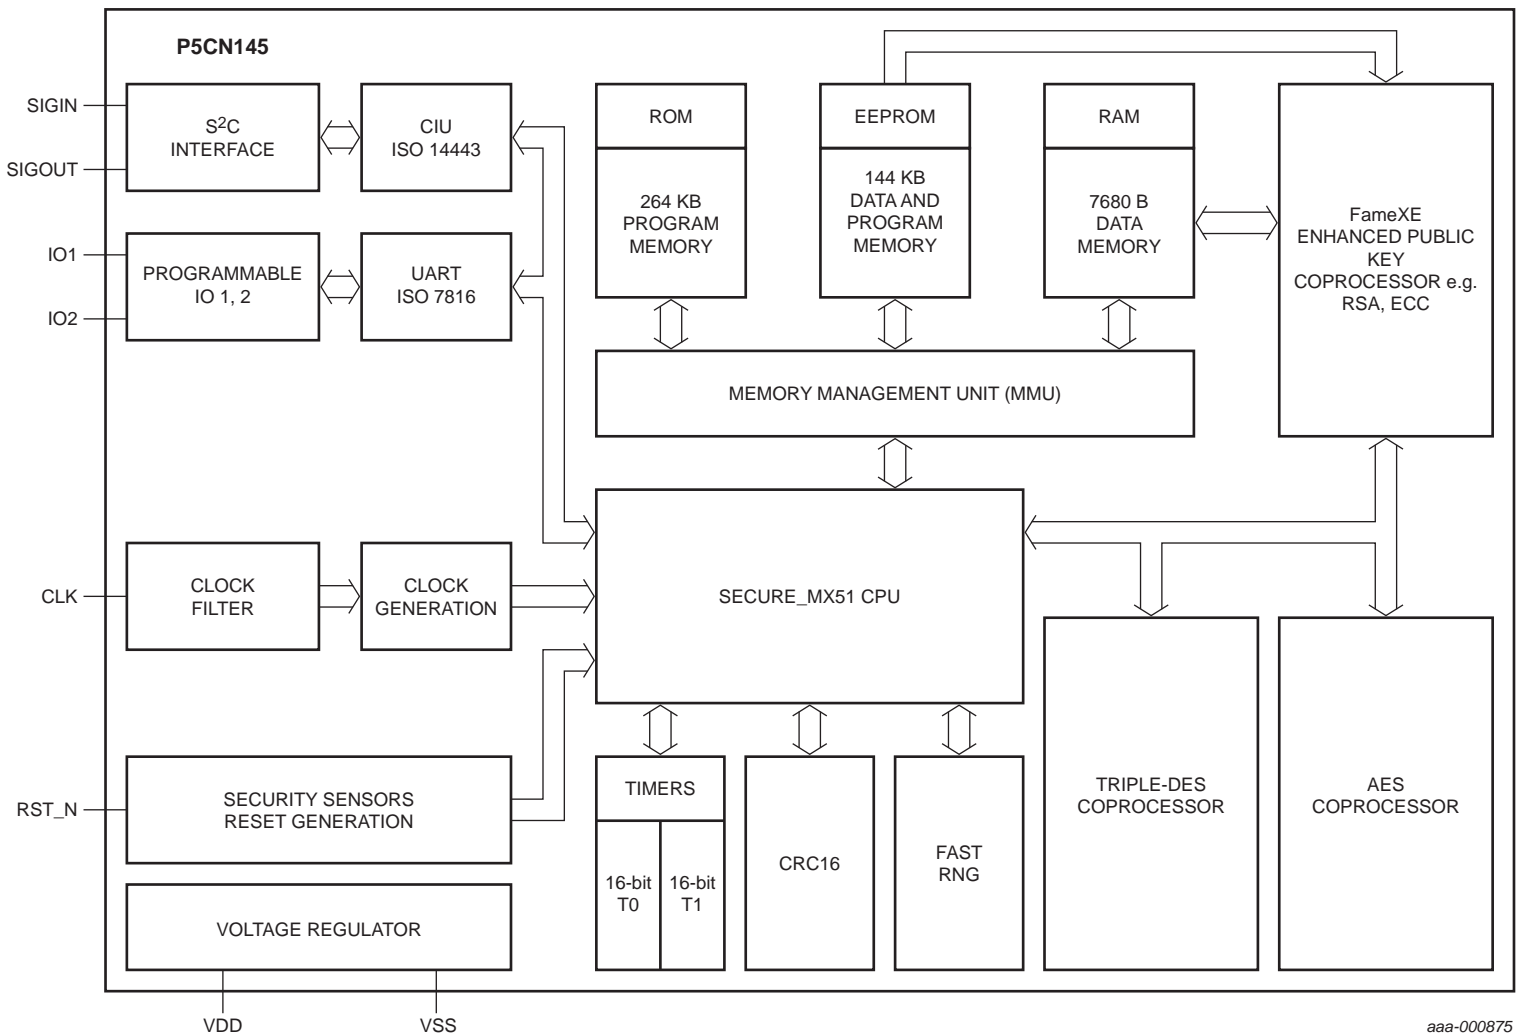 P5CN145
SIGIN
SIGOUT
S2C
INTERFACE
CIU
ISO 14443
IO1
IO2
PROGRAMMABLE
IO 1, 2
UART
ISO 7816
ROM
264 KB
PROGRAM
MEMORY
EEPROM
144 KB
DATA AND
PROGRAM
MEMORY
RAM
7680 B
DATA
MEMORY
FameXE
ENHANCED PUBLIC
KEY
COPROCESSOR e.g.
RSA, ECC
MEMORY MANAGEMENT UNIT (MMU)
CLK
CLOCK
FILTER
CLOCK
GENERATION
SECURE_MX51 CPU
RST_N
SECURITY SENSORS
RESET GENERATION
VOLTAGE REGULATOR
TIMERS
16-bit
T0
16-bit
T1
CRC16
FAST
RNG
TRIPLE-DES
COPROCESSOR
AES
COPROCESSOR
VDD
VSS
aaa-000875